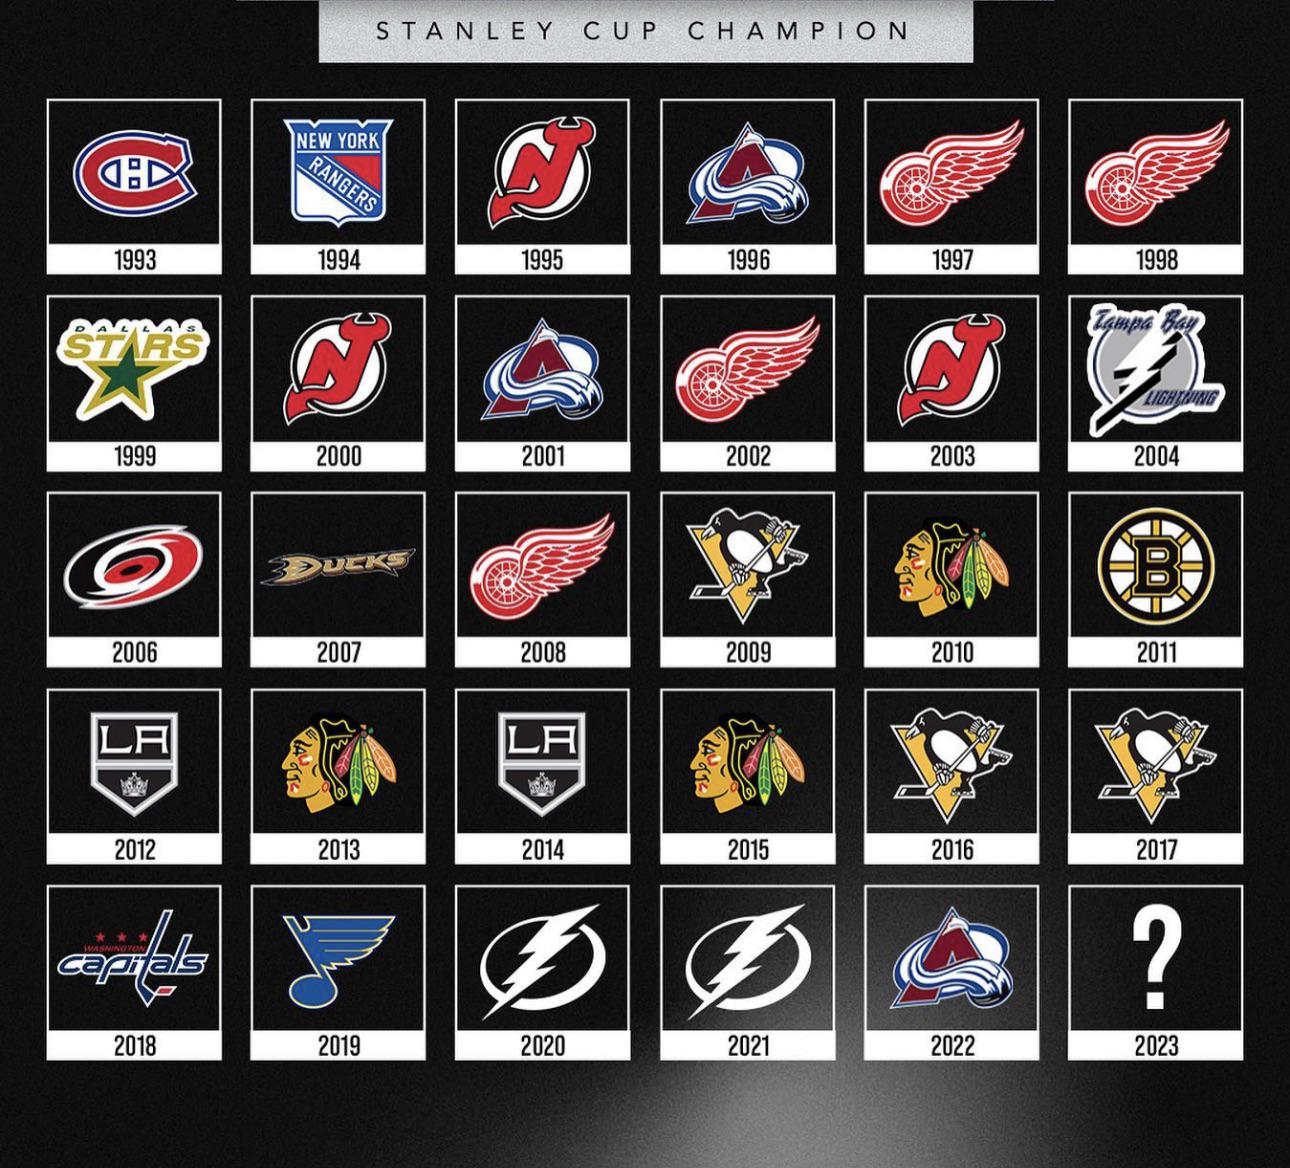 STANLEY CUP CHAMPION
NEW YORK
RANGERS
1993
1994
1995
1996
1997
1998
DALLAS
STARS
Tampa Bay
LIGHTNING
1999
2000
2001
2002
2003
2004
DUCKS
B
2006
2007
2008
2009
2010
2011
LA
LA
2012
2013
2014
2015
2016
2017
WASHINGTON
capitals
?
2018
2019
2020
2021
2022
2023